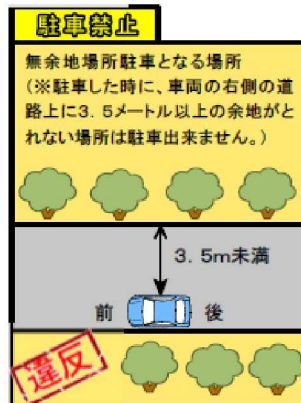 駐車禁止
無余地場所駐車となる場所
(※駐車した時に、車両の右側の道
路上に3.5メートル以上の余地がと
れない場所は駐車出来ません。)
3.5m未満
前 後
違反